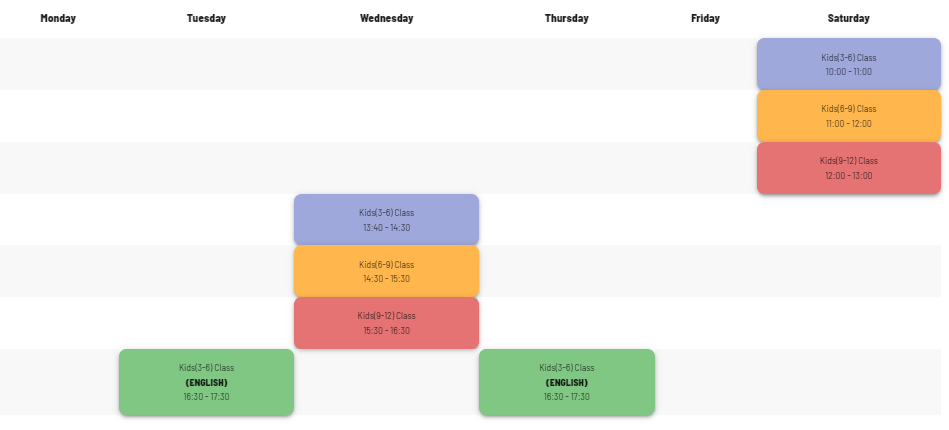 Monday Tuesday Wednesday Thursday Friday Saturday
Kids(3-6) Class
10:00 - 11:00
Kids(6-9) Class
11:00 - 12:00
Kids(9-12) Class
12:00 - 13:00
Kids(3-6) Class
13:40 - 14:30
Kids(6-9) Class
14:30 - 15:30
Kids(9-12) Class
15:30 - 16:30
Kids(3-6) Class
(ENGLISH)
16:30 - 17:30
Kids(3-6) Class
(ENGLISH)
16:30 - 17:30